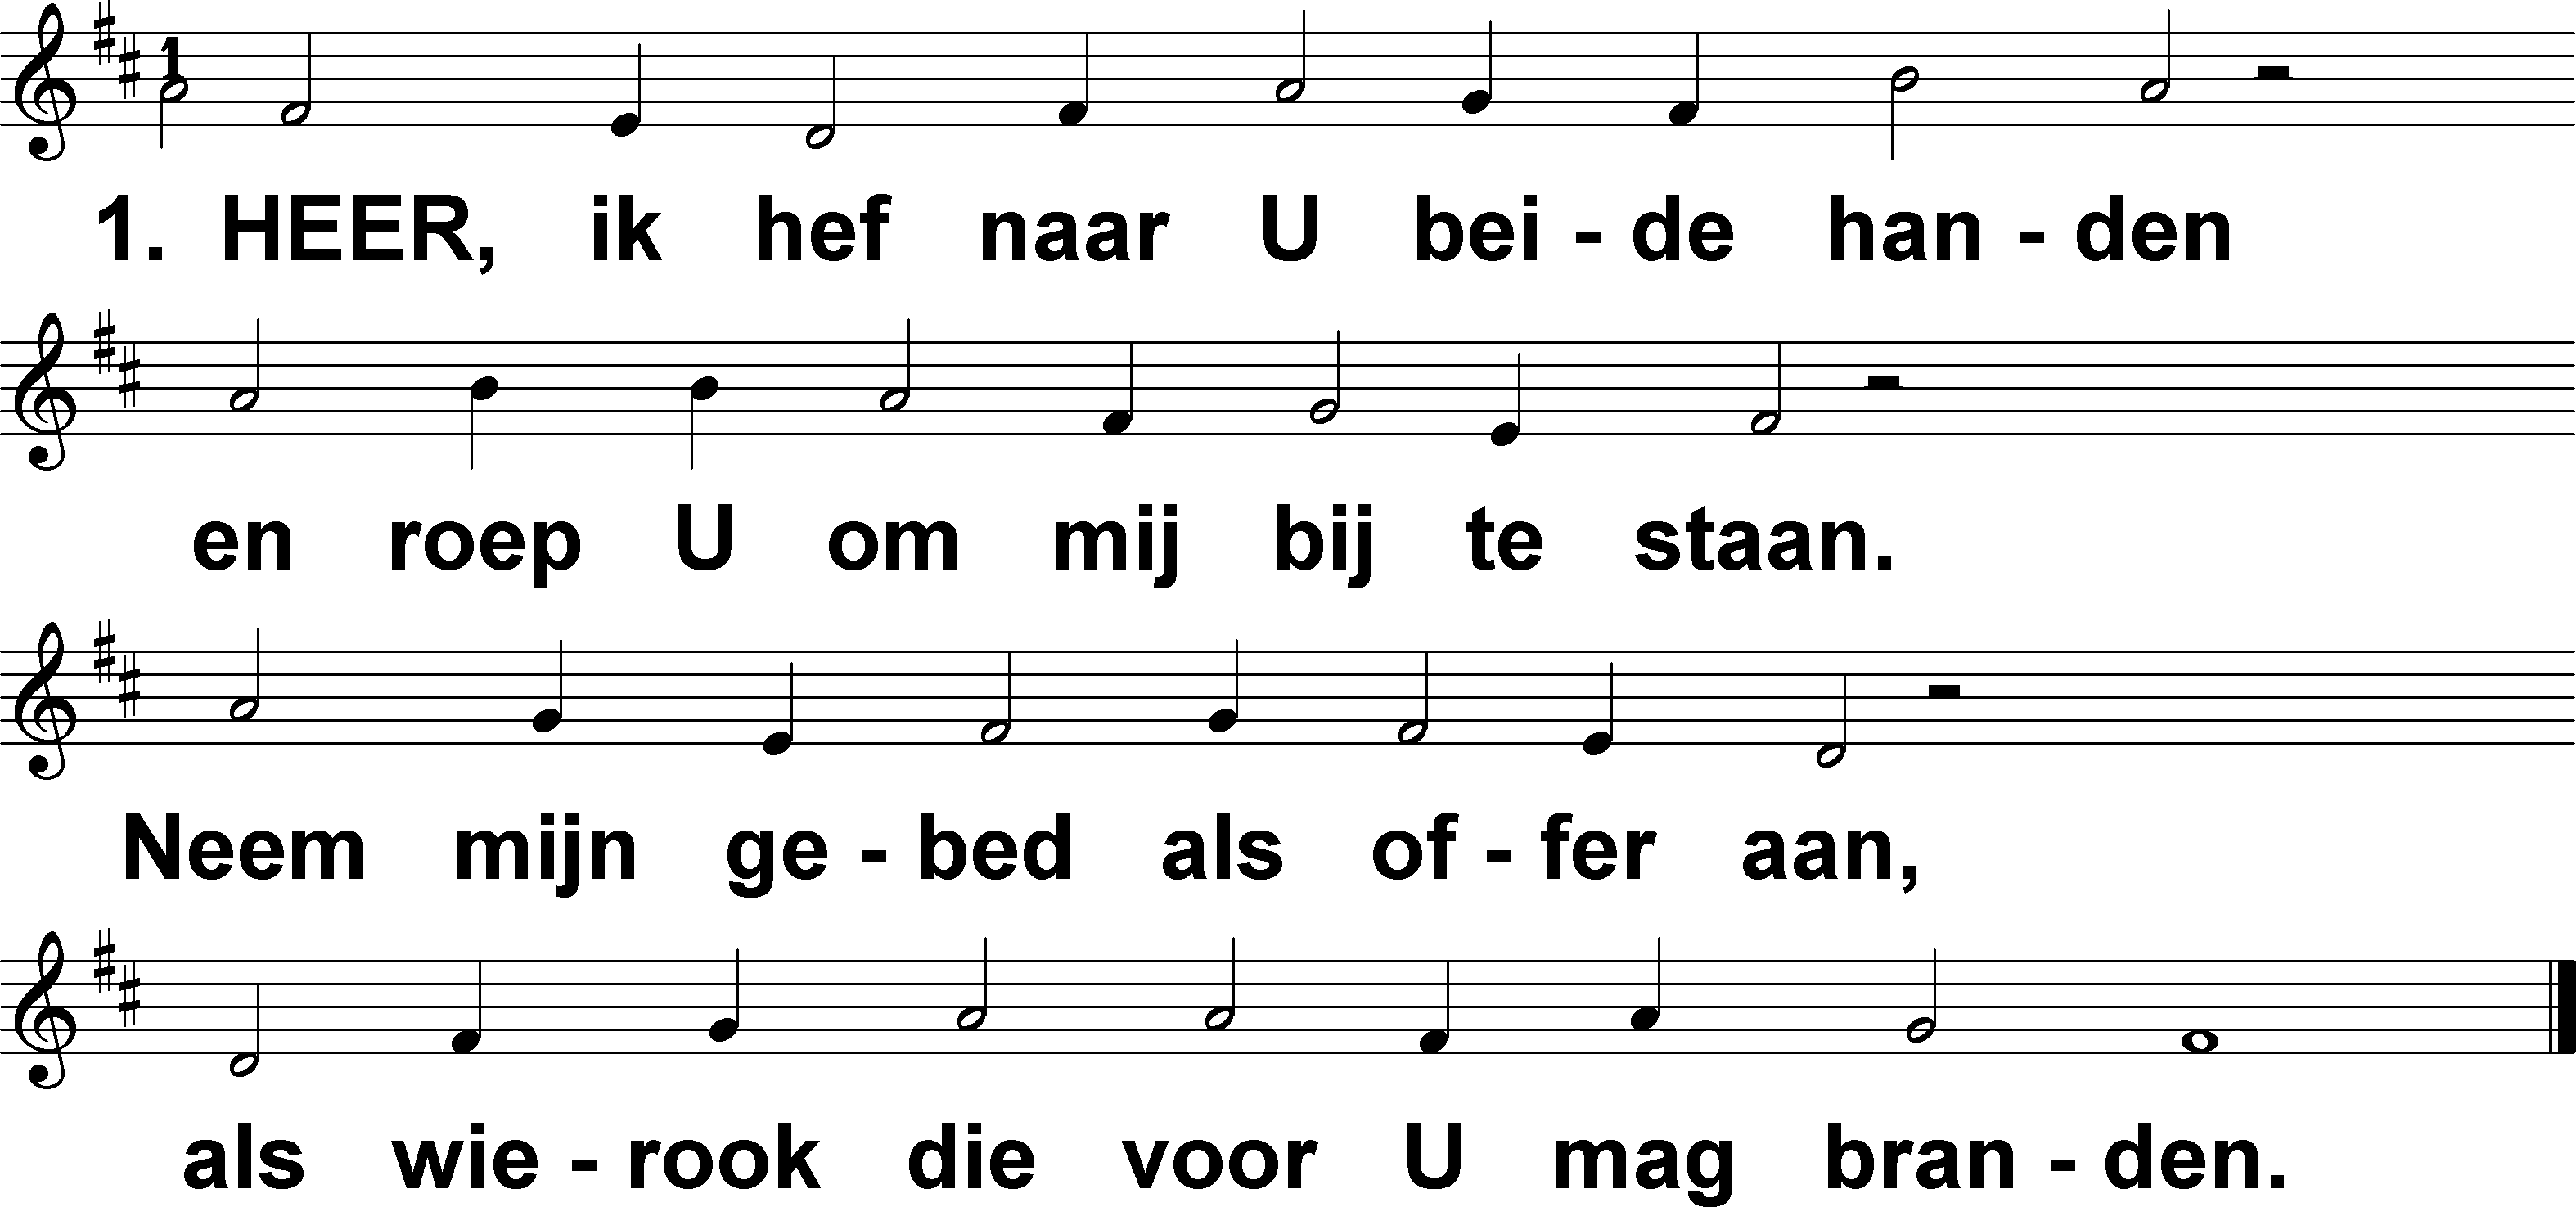 1
1. HEER, ik hef naar U bei - de han - den
en roep U om mij bij te staan.
Neem mijn ge - bed als of - fer aan,
als wie - rook die voor U mag bran - den.